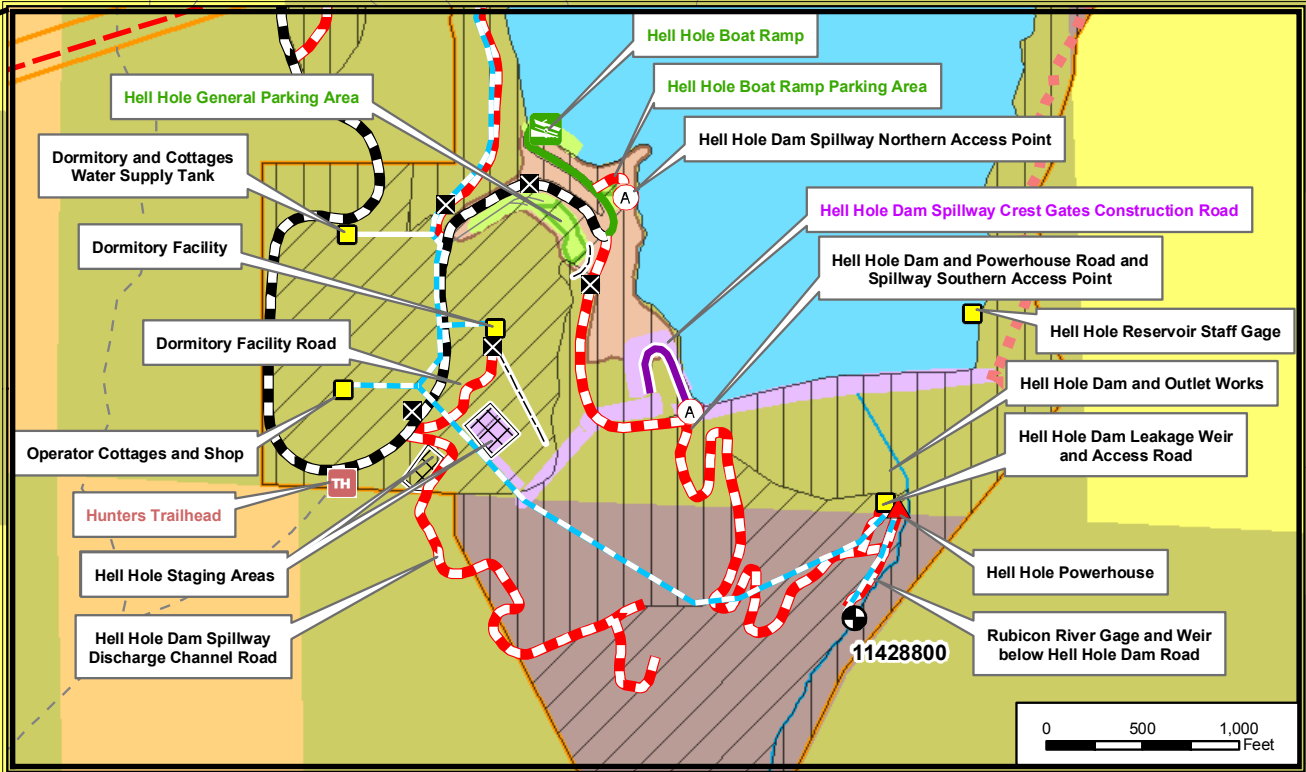 Hell Hole Boat Ramp
Hell Hole General Parking Area
Hell Hole Boat Ramp Parking Area
Dormitory and Cottages
Water Supply Tank
Hell Hole Dam Spillway Northern Access Point
A
Hell Hole Dam Spillway Crest Gates Construction Road
Dormitory Facility
Hell Hole Dam and Powerhouse Road and
Spillway Southern Access Point
Dormitory Facility Road
Hell Hole Reservoir Staff Gage
Hell Hole Dam and Outlet Works
A
Operator Cottages and Shop
Hell Hole Dam Leakage Weir
and Access Road
TH
Hunters Trailhead
Hell Hole Staging Areas
Hell Hole Powerhouse
Hell Hole Dam Spillway
Discharge Channel Road
Rubicon River Gage and Weir
below Hell Hole Dam Road
11428800
0 500 1,000
Feet